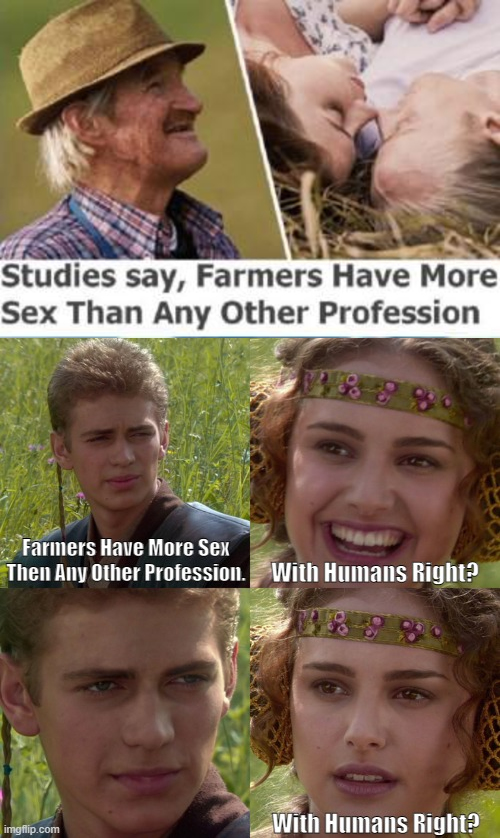 Studies say, Farmers Have More
Sex Than Any Other Profession
Farmers Have More Sex
Then Any Other Profession.
With Humans Right?
With Humans Right?
imgflip.com